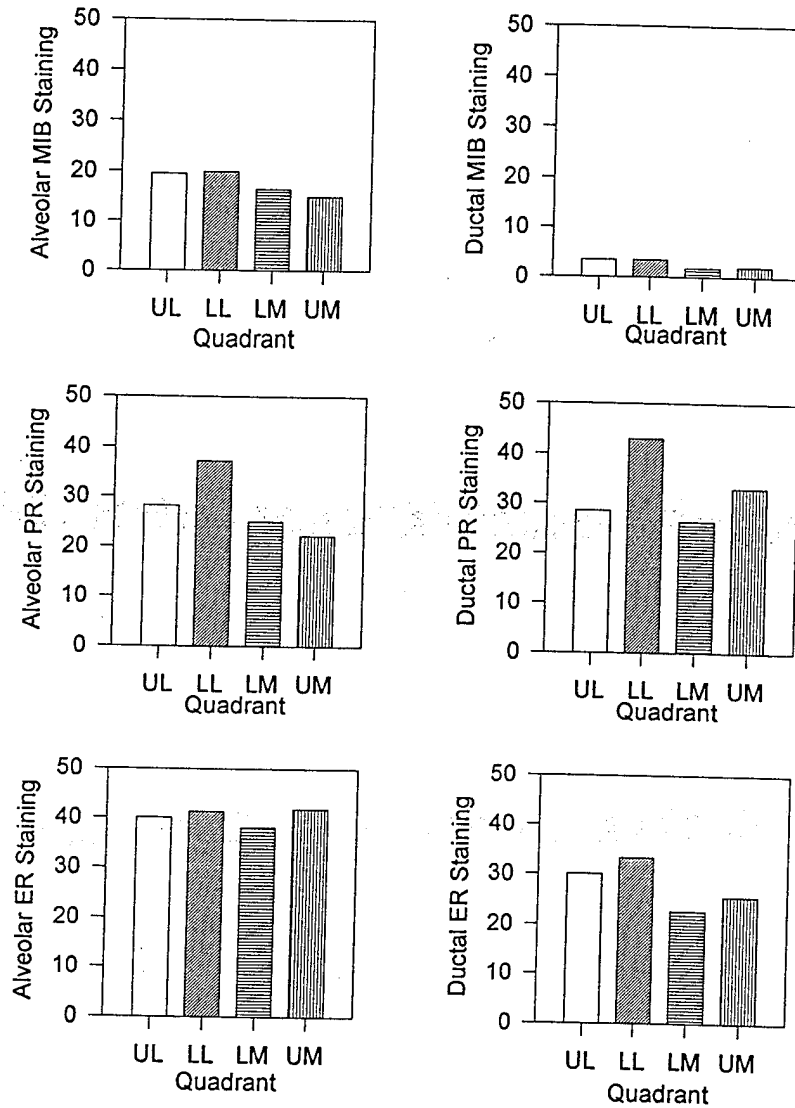 Alveolar MIB Staining
50
40
30
20
10
0
UL LL LM UM
Quadrant
Ductal MIB Staining
50
40
30
20
10
0
UL LL LM UM
Quadrant
Alveolar PR Staining
50
40
30
20
10
0
UL LL LM UM
Quadrant
Ductal PR Staining
50
40
30
20
10
0
UL LL LM UM
Quadrant
Alveolar ER Staining
50
40
30
20
10
0
UL LL LM UM
Quadrant
Ductal ER Staining
50
40
30
20
10
0
UL LL LM UM
Quadrant